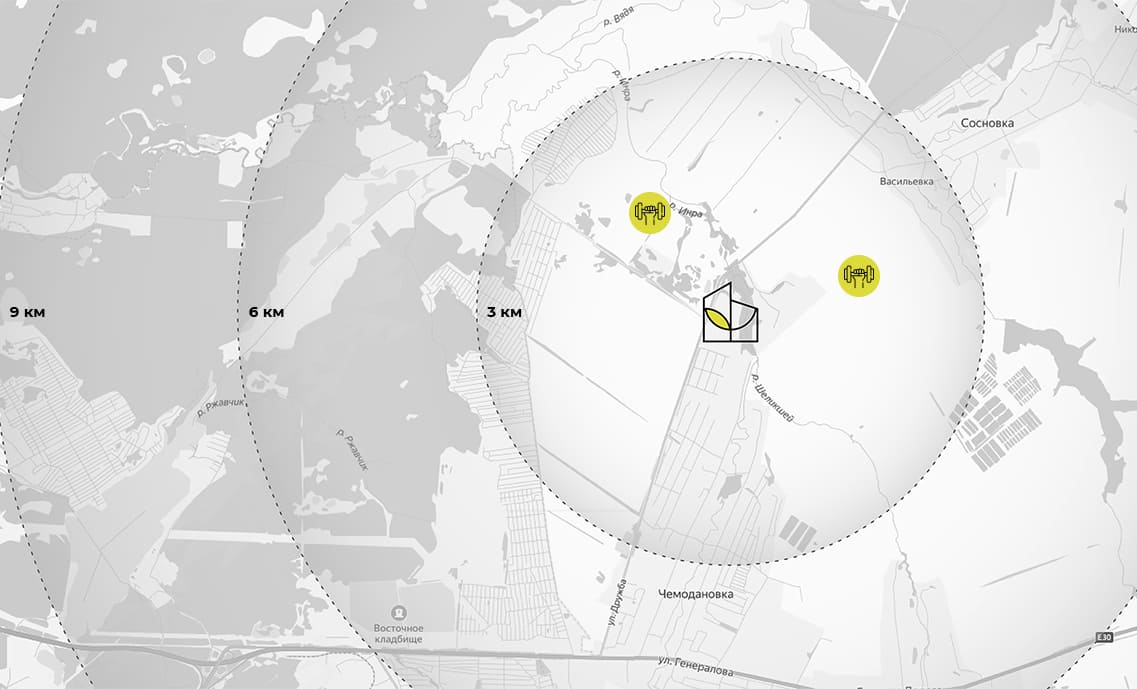 р. Вядя
Нико
р. Инра
Сосновка
Васильевка
р. Инра
9 км
6 км
3 км
р. Шеликшей
р. Ржавчик
р. Ржавчик
ул. Дружба
Чемодановка
Восточное
кладбище
E30
ул. Генералова